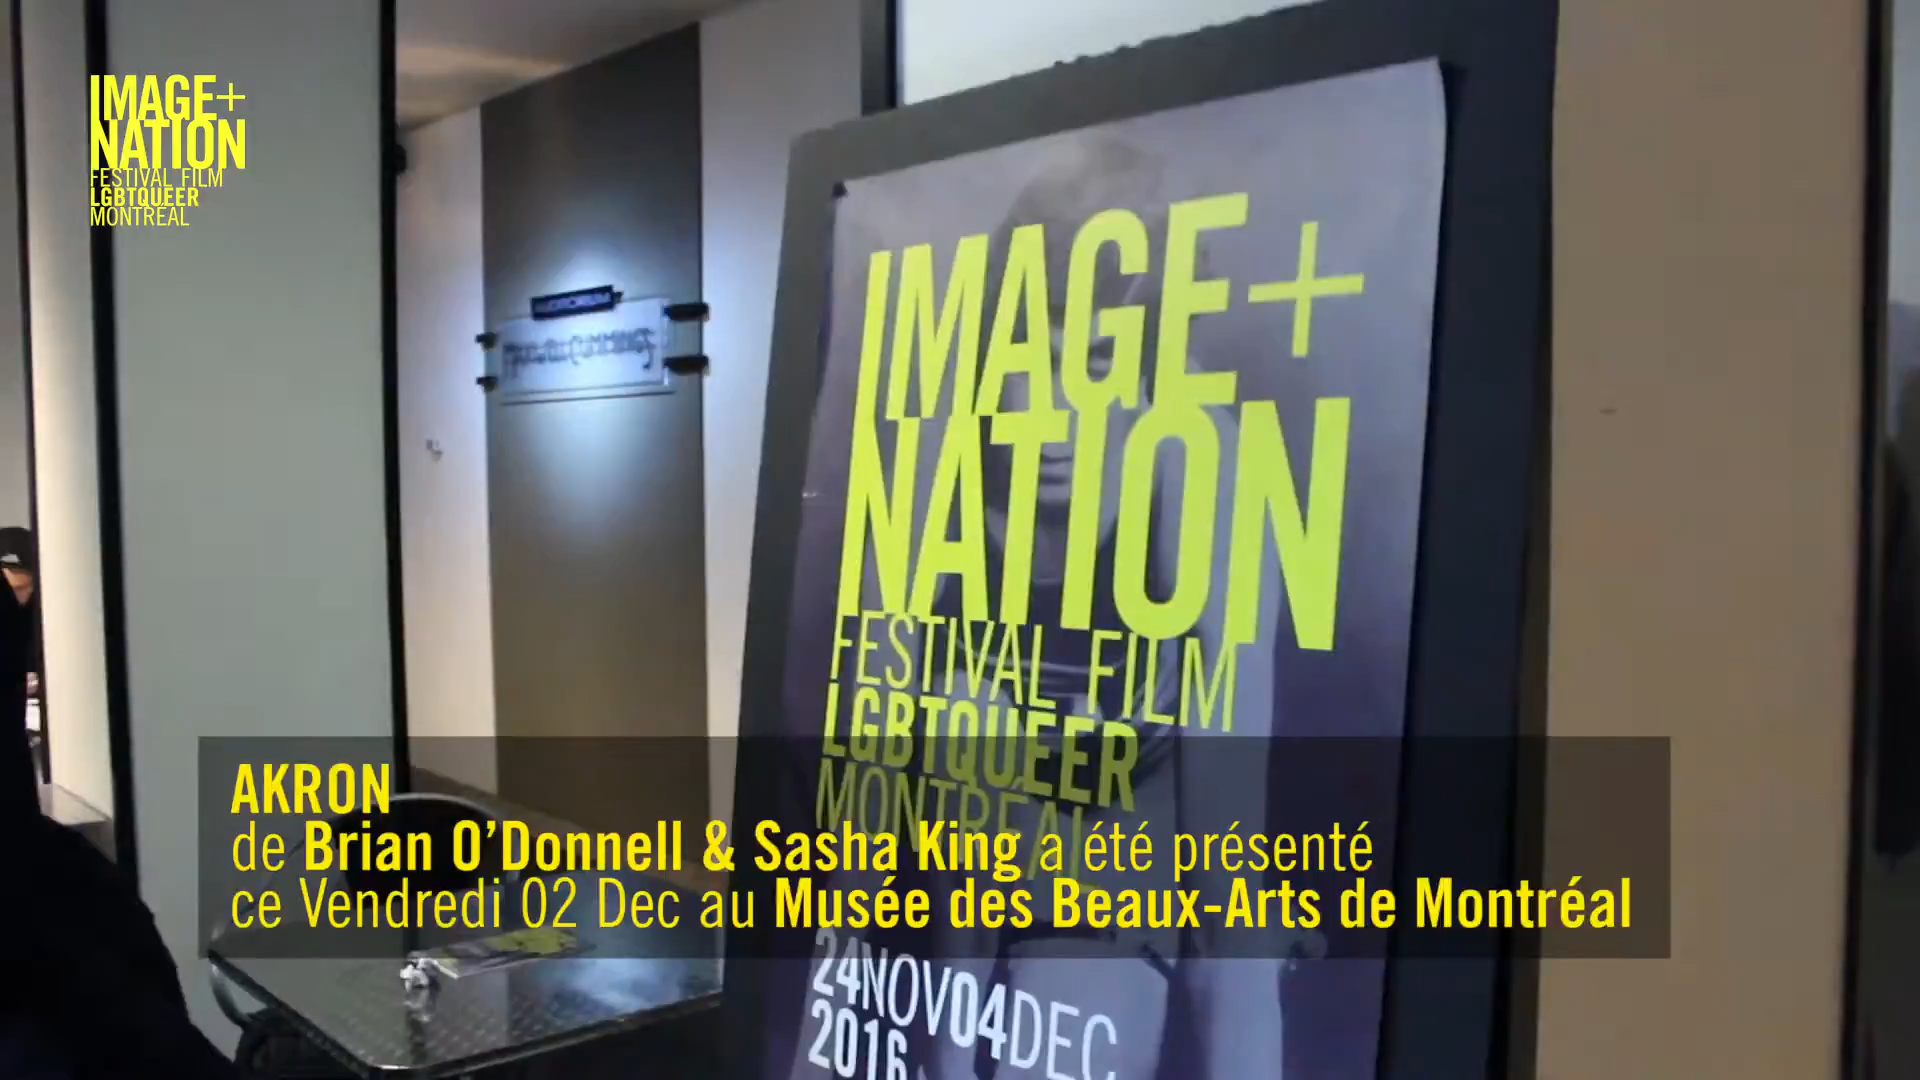 IMAGE+
NATION
FESTIVAL FILM
LGBTQUEER
MONTRÉAL
IMAGE+
NATION
FESTIVAL FILM
LGBTQUEER
MONTRÉAL
AKRON
de Brian O'Donnell & Sasha King a été présenté
ce Vendredi 02 Dec au Musée des Beaux-Arts de Montréal
24NOV04DEC
2016